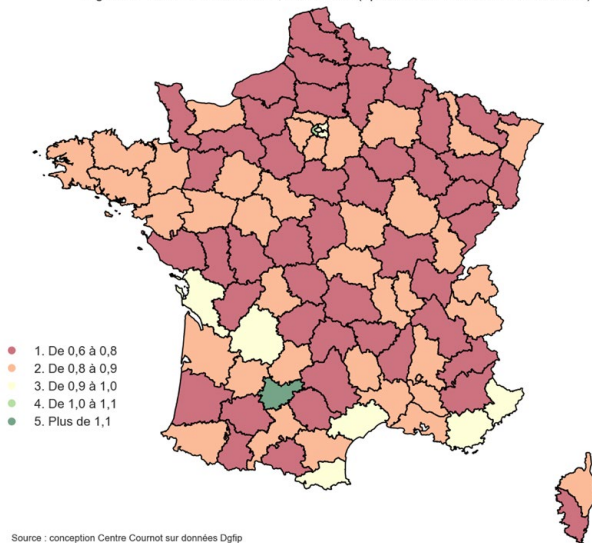 1. De 0,6 à 0,8
2. De 0,8 à 0,9
3. De 0,9 à 1,0
4. De 1,0 à 1,1
5. Plus de 1,1
Source : conception Centre Cournot sur données Dgfip